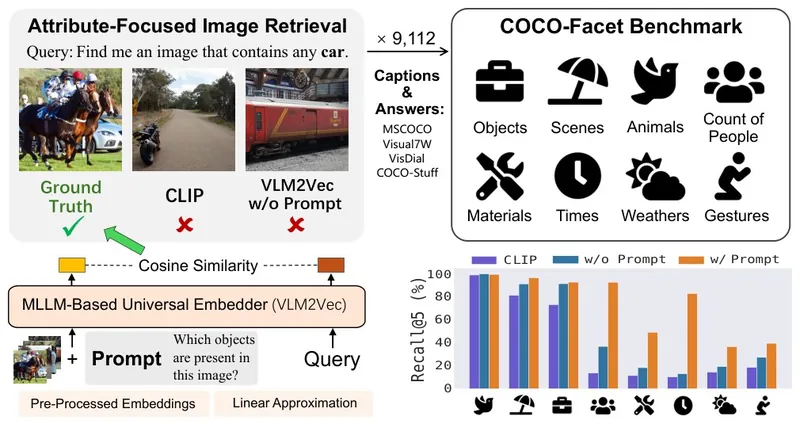 Attribute-Focused Image Retrieval
Query: Find me an image that contains any car.
Ground
Truth
CLIP
VLM2Vec
w/o Prompt
Cosine Similarity
MLLM-Based Universal Embedder (VLM2Vec)
+
Prompt
Which objects
are present in
this image?
Query
Pre-Processed Embeddings
Linear Approximation
× 9,112
Captions
&
Answers:
MSCOCO
Visual7W
VisDial
COCO-Stuff
COCO-Facet Benchmark
Objects
Scenes
Animals
Count of
People
Materials
Times
Weathers
Gestures
CLIP
w/o Prompt
w/ Prompt
Recall@5 (%)
100
80
60
40
20
0